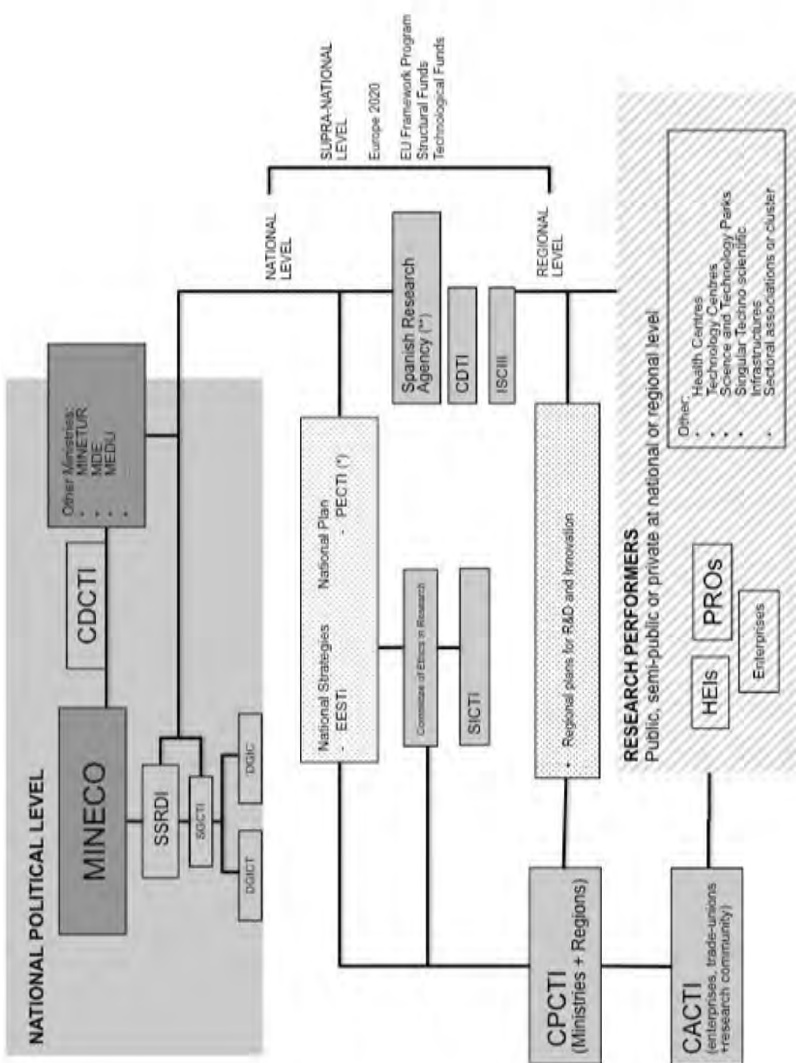 NATIONAL POLITICAL LEVEL
MINECO
CDCTI
Other Ministries:
• MINETUR
• MDE
• MEDU
•
SSRDI
SGCTI
DGICT
DGIC
NATIONAL
LEVEL
SUPRA-NATIONAL
LEVEL
Europe 2020
EU Framework Program
Structural Funds
Technological Funds
National Strategies
- EESTI
National Plan
- PECTI (*)
Spanish Research
Agency (**)
CDTI
ISCIII
Committee of Ethics in Research
SICTI
REGIONAL
LEVEL
• Regional plans for R&D and Innovation
CPCTI
(Ministries + Regions)
CACTI
(enterprises, trade-unions
+research community)
RESEARCH PERFORMERS
Public, semi-public or private at national or regional level
HEIs
PROs
Enterprises
Other:
• Health Centres
• Technology Centres
• Science and Technology Parks
• Singular Techno scientific
Infrastructures
• Sectoral associations or cluster